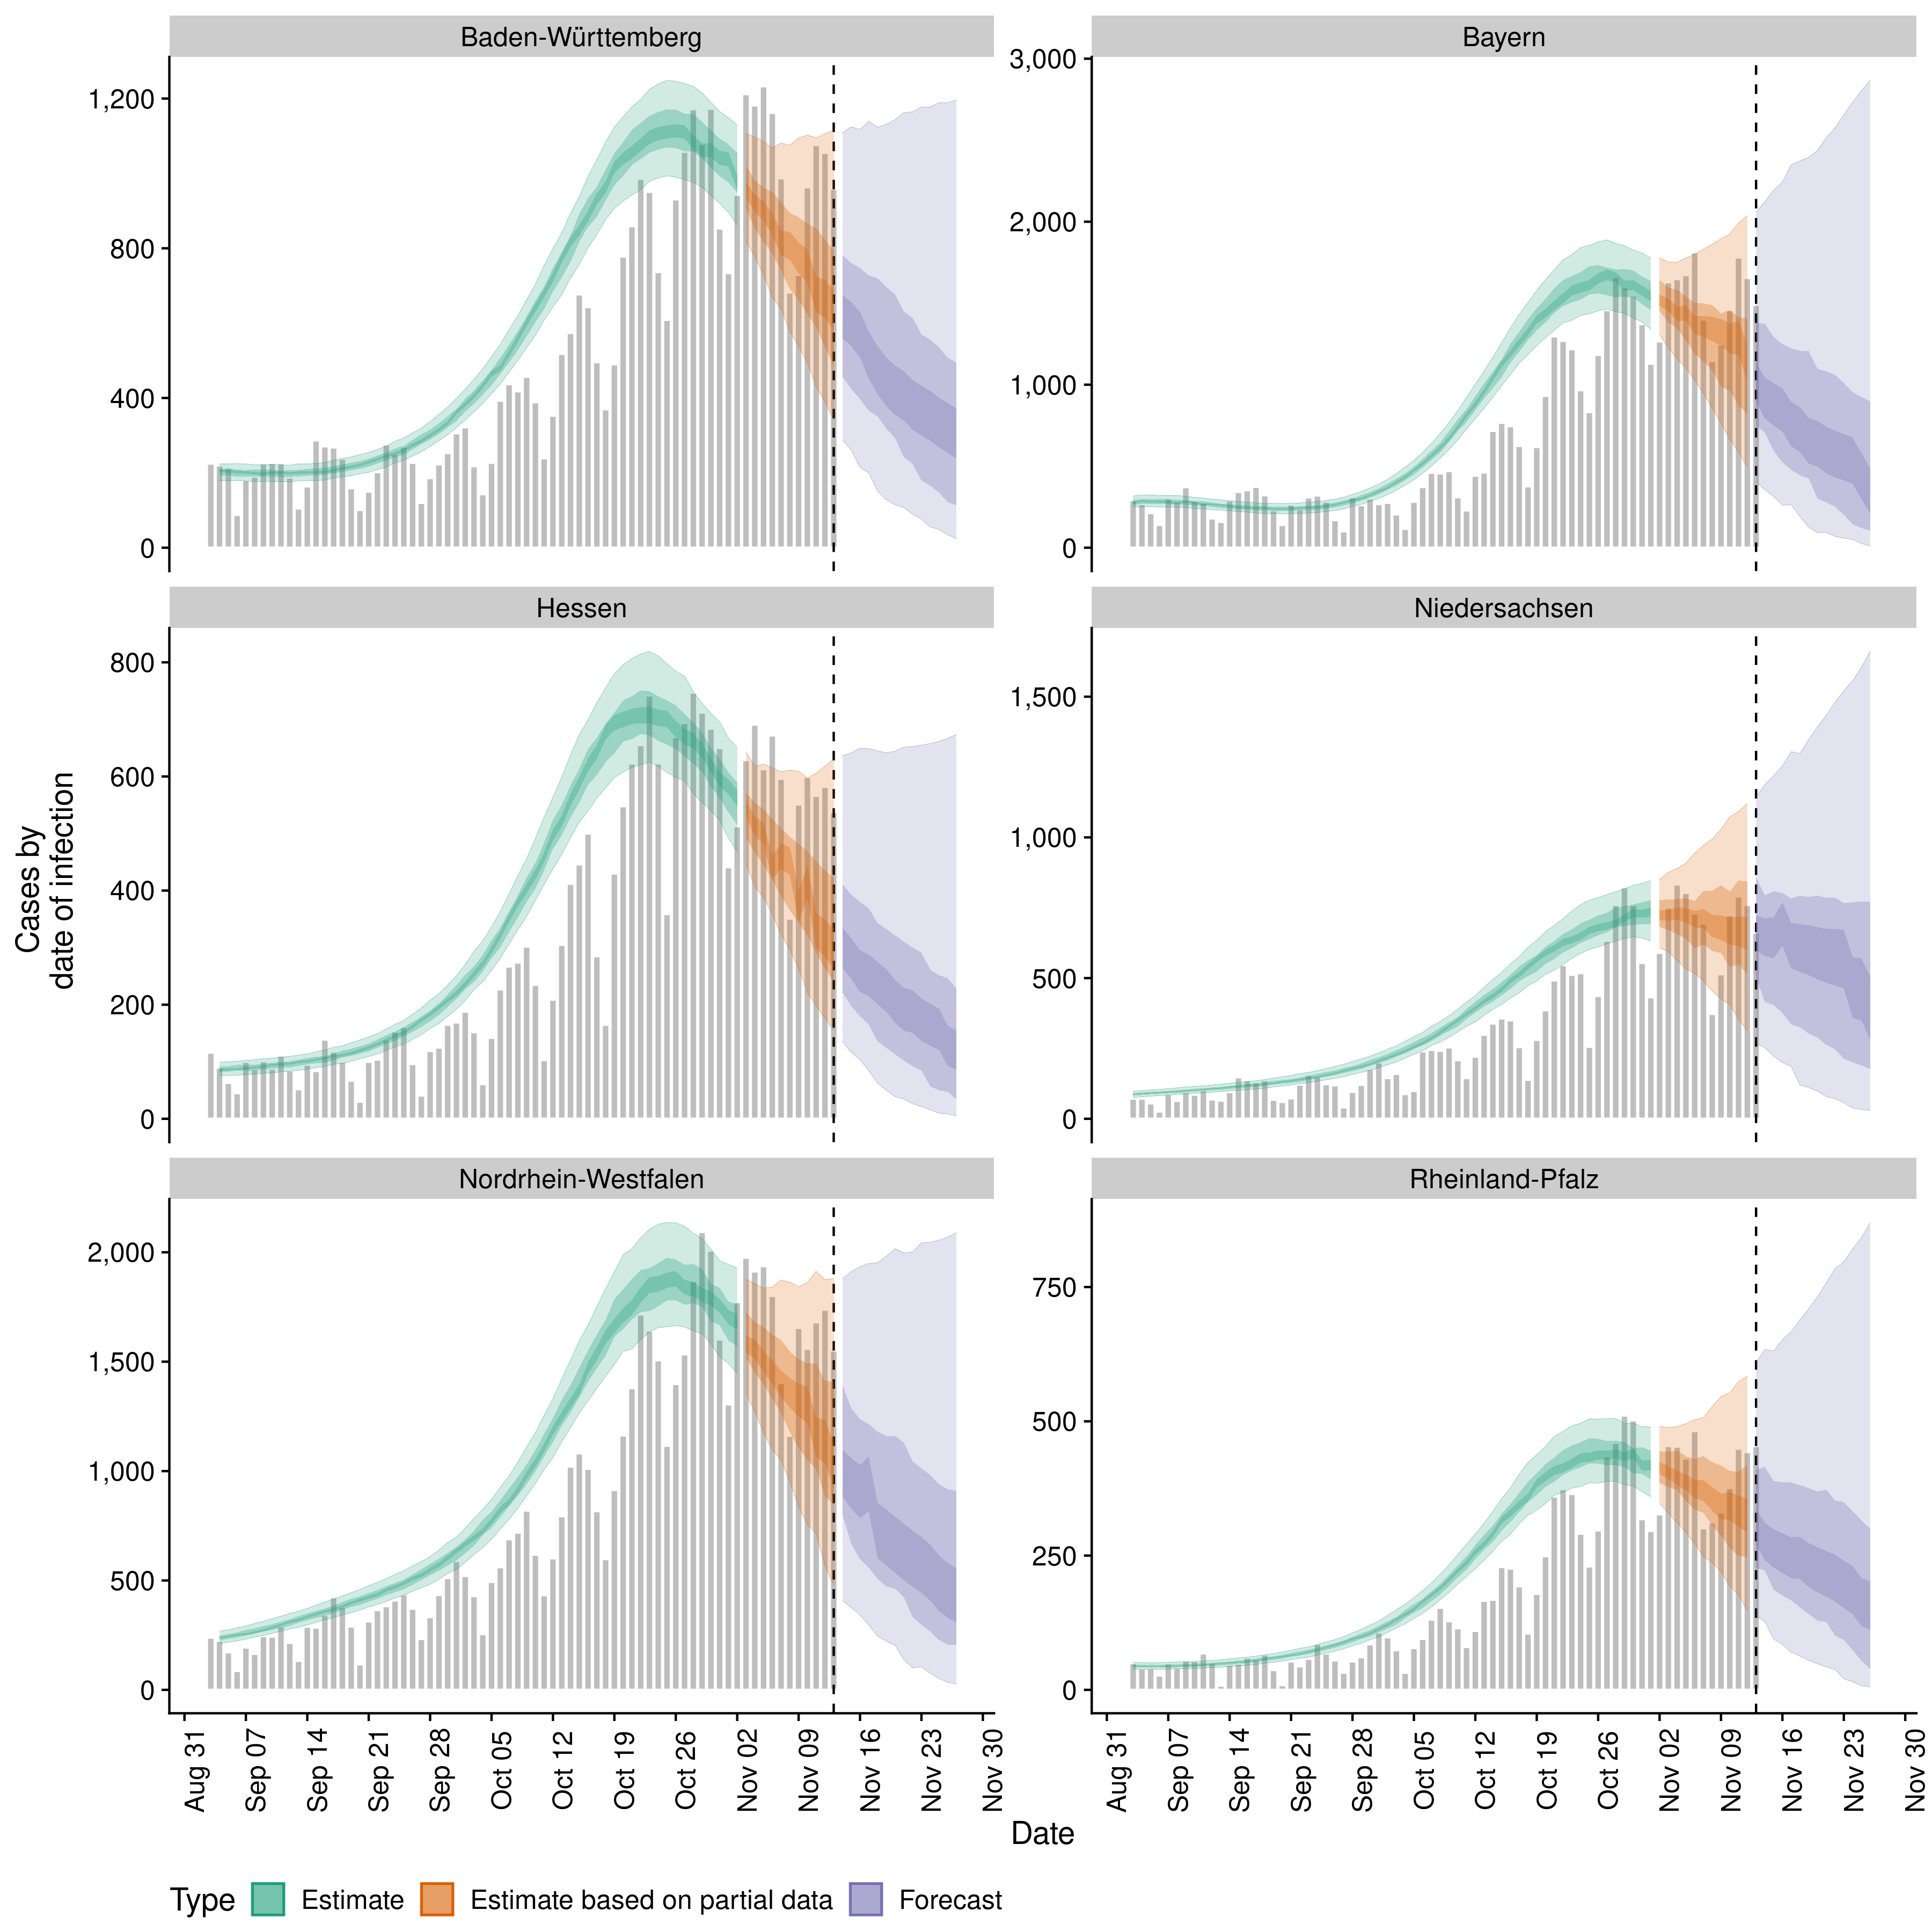 Baden-Württemberg
Bayern
1,200
800
400
0
3,000
2,000
1,000
0
Hessen
Niedersachsen
800
600
400
200
0
1,500
1,000
500
0
Cases by
date of infection
Nordrhein-Westfalen
Rheinland-Pfalz
2,000
1,500
1,000
500
0
750
500
250
0
Aug 31
Sep 07
Sep 14
Sep 21
Sep 28
Oct 05
Oct 12
Oct 19
Oct 26
Nov 02
Nov 09
Nov 16
Nov 23
Nov 30
Aug 31
Sep 07
Sep 14
Sep 21
Sep 28
Oct 05
Oct 12
Oct 19
Oct 26
Nov 02
Nov 09
Nov 16
Nov 23
Nov 30
Date
Type Estimate Estimate based on partial data Forecast